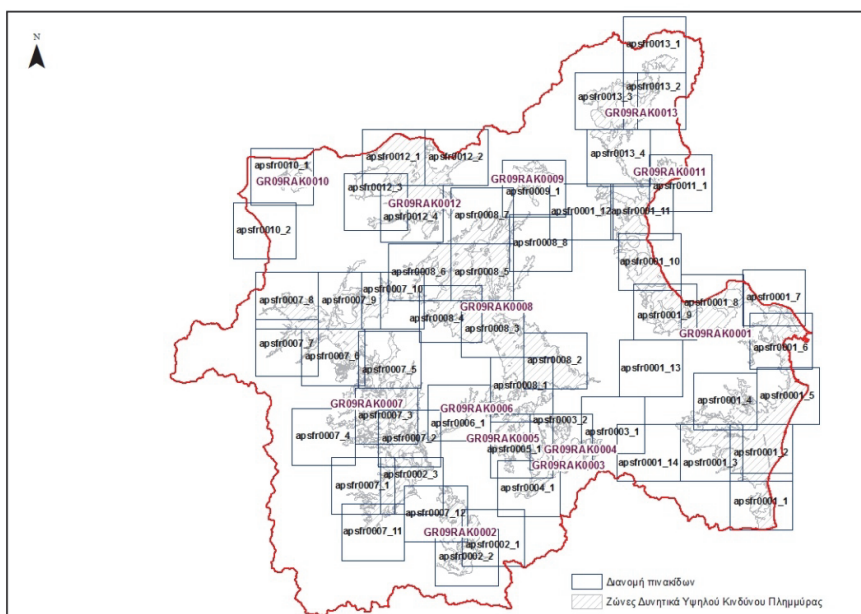 N
apsfr0013_1
apsfr0013_2
apsfr0013_3
GR09RAK0013
apsfr0013_4
apsfr0012_1
apsfr0012_2
apsfr0010_1
GR09RAK0010
GR09RAK0009
apsfr0009_1
GR09RAK0011
apsfr0011_1
apsfr0012_3
GR09RAK0012
apsfr0012_4
apsfr0008_7
apsfr0001_12
apsfr0001_11
apsfr0010_2
apsfr0008_8
apsfr0001_10
apsfr0008_6
apsfr0008_5
apsfr0007_10
apsfr0007_8
apsfr0007_9
apsfr0001_8
apsfr0001_7
GR09RAK0008
apsfr0008_4
apsfr0008_3
apsfr0001_9
GR09RAK0001
apsfr0007_7
apsfr0007_6
apsfr0001_6
apsfr0008_2
apsfr0007_5
apsfr0001_13
apsfr0008_1
apsfr0001_5
apsfr0001_4
GR09RAK0007
GR09RAK0006
apsfr0007_3
apsfr0006_1
apsfr0003_2
apsfr0003_1
apsfr0007_4
apsfr0007_2
GR09RAK0005
apsfr0005_1
GR09RAK0004
GR09RAK0003
apsfr0001_2
apsfr0001_14
apsfr0001_3
apsfr0002_3
apsfr0007_1
apsfr0004_1
apsfr0001_1
apsfr0007_12
apsfr0007_11
GR09RAK0002
apsfr0002_1
apsfr0002_2
Διανομή πινακίδων
Ζώνες Δυνητικά Υψηλού Κινδύνου Πλημμύρας